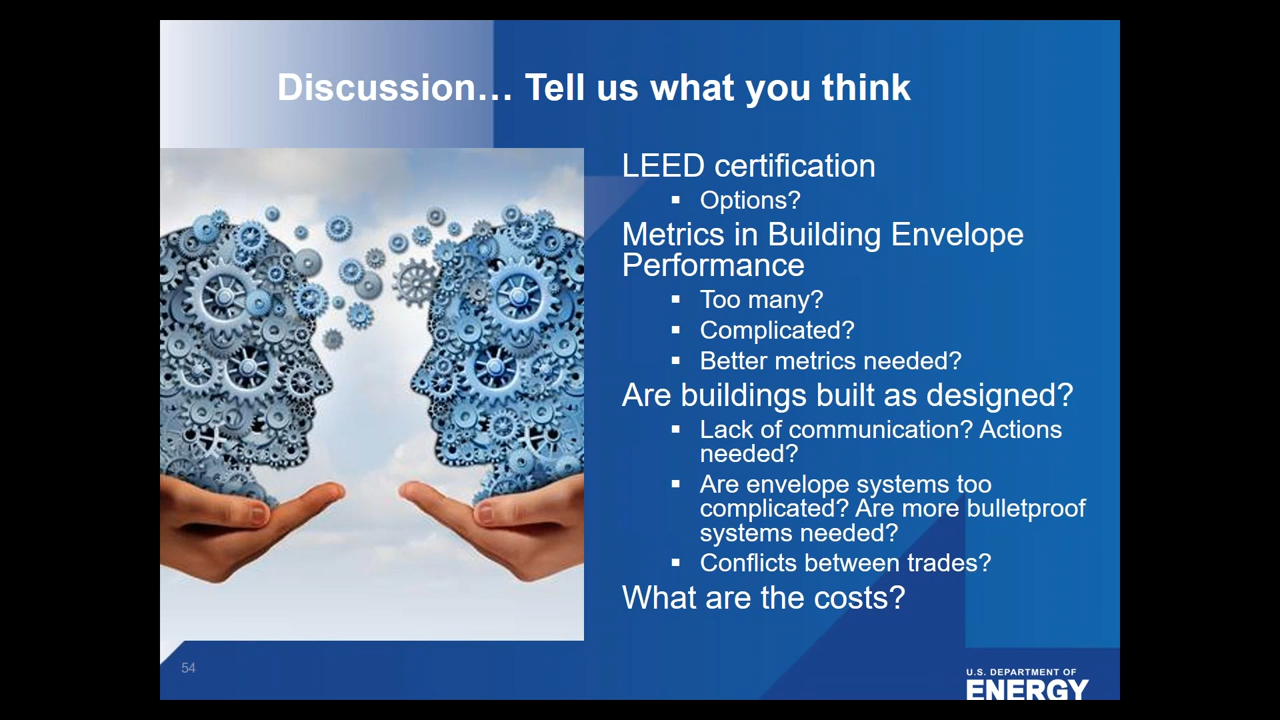 Discussion… Tell us what you think
LEED certification
▪ Options?
Metrics in Building Envelope
Performance
▪ Too many?
▪ Complicated?
▪ Better metrics needed?
Are buildings built as designed?
▪ Lack of communication? Actions
needed?
▪ Are envelope systems too
complicated? Are more bulletproof
systems needed?
▪ Conflicts between trades?
What are the costs?
54
U.S. DEPARTMENT OF
ENERGY